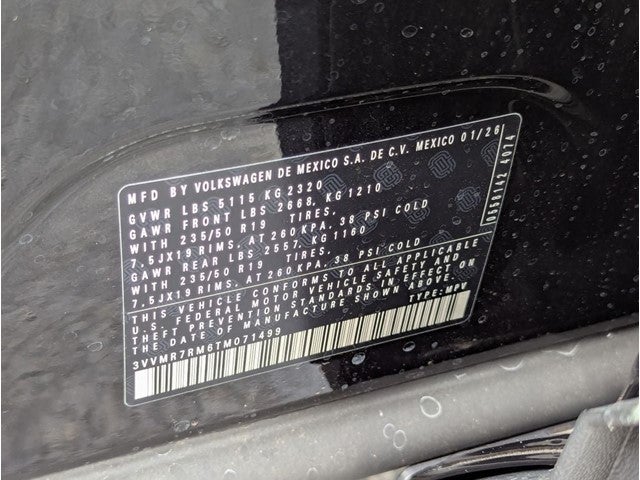 MFD BY VOLKSWAGEN DE MEXICO S.A. DE C.V. MEXICO 01/26
GVWR LBS 5115 KG 2320
GAWR FRONT LBS 2668, KG 1210
WITH 235/50 R19 TIRES,
7,5JX19 RIMS, AT 260KPA, 38 PSI COLD
GAWR REAR LBS 2557, KG 1160
WITH 235/50 R19 TIRES,
7,5JX19 RIMS, AT 260KPA, 38 PSI COLD
THIS VEHICLE CONFORMS TO ALL APPLICABLE
U.S. FEDERAL MOTOR VEHICLE SAFETY AND
THEFT PREVENTION STANDARDS IN EFFECT ON
THE DATE OF MANUFACTURE SHOWN ABOVE.
3VVMR7RM6TM071499 TYPE: MPV